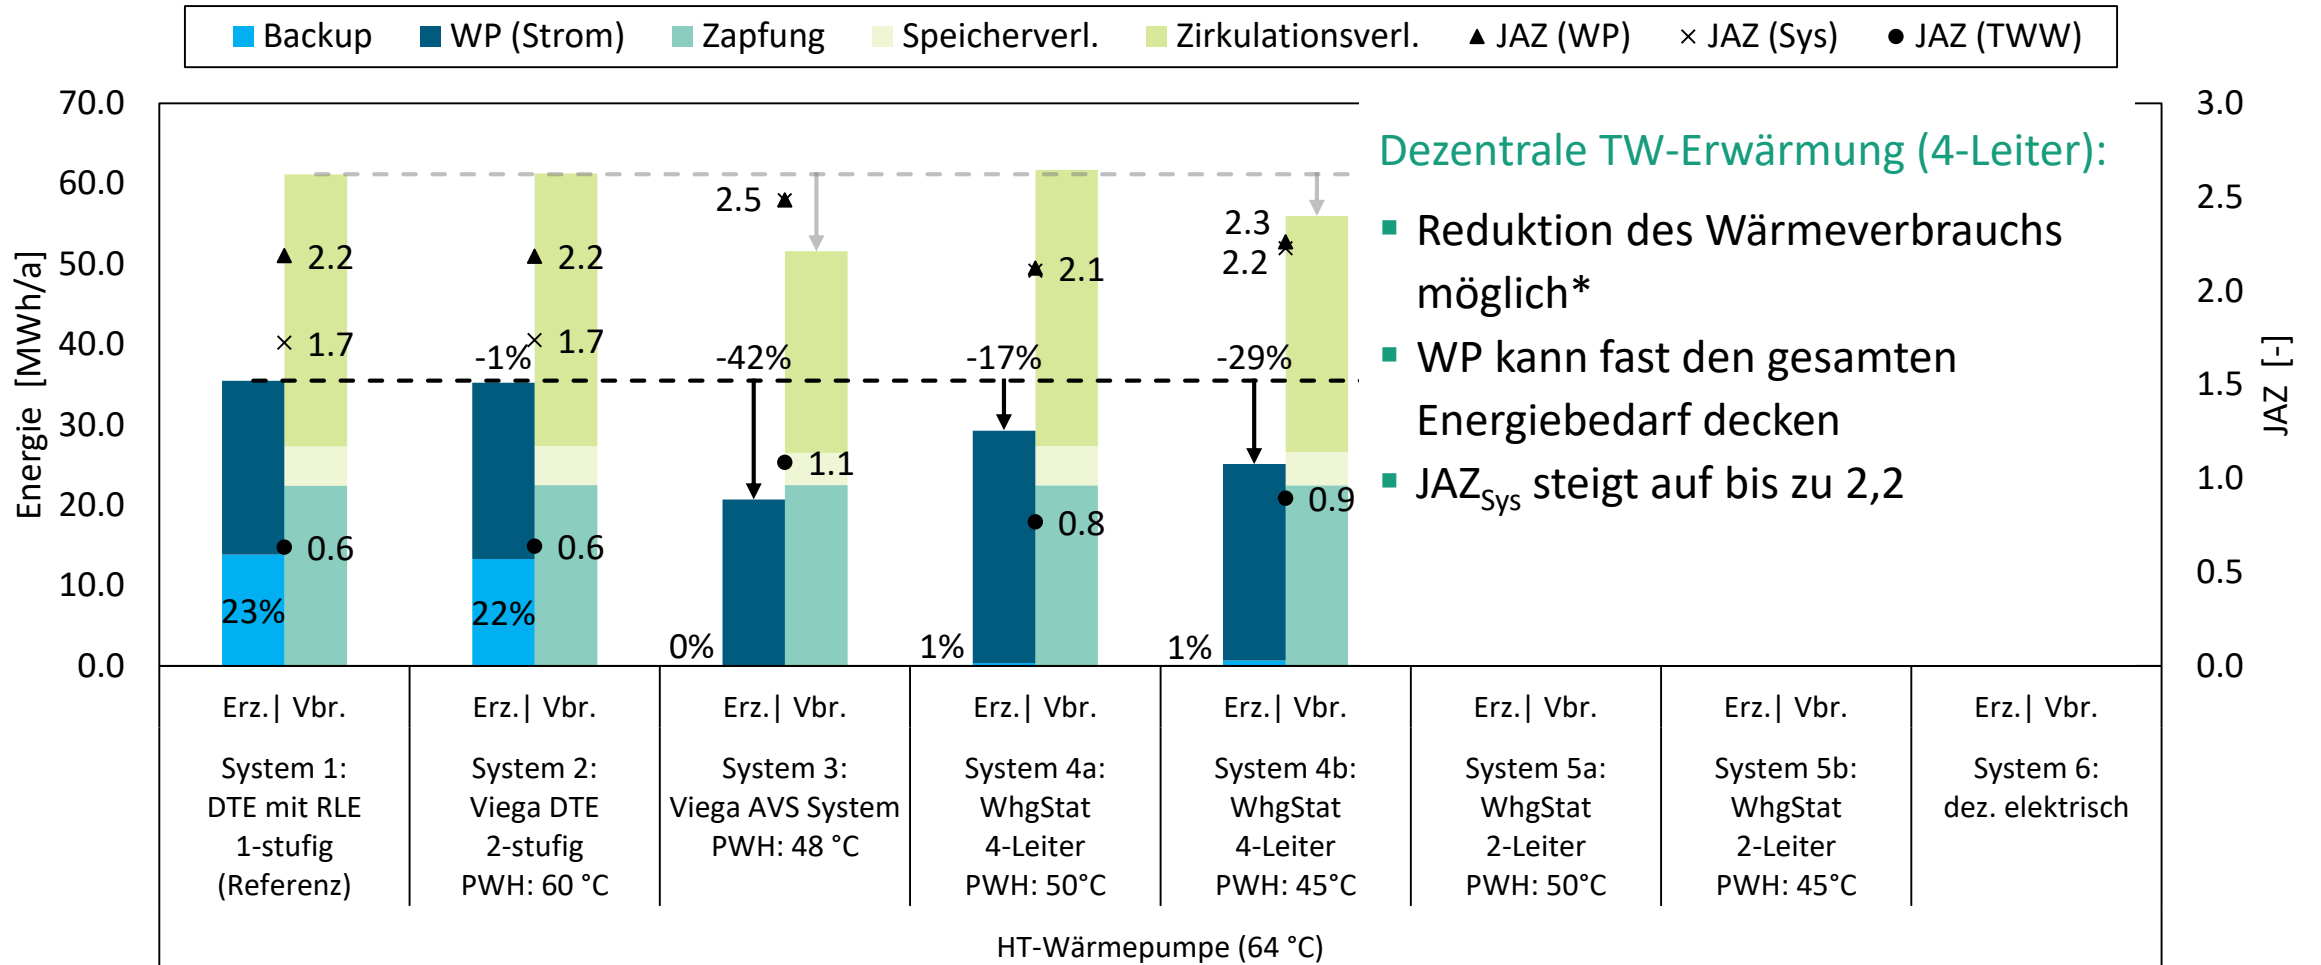 Backup WP (Strom) Zapfung Speicherverl. Zirkulationsverl. JAZ (WP) JAZ (Sys) JAZ (TWW)
Energie [MWh/a]
70.0
60.0
50.0
40.0
30.0
20.0
10.0
0.0
JAZ [-]
3.0
2.5
2.0
1.5
1.0
0.5
0.0
2.2
1.7
0.6
23%
2.2
-1%
1.7
0.6
22%
2.5
-42%
1.1
0%
2.1
-17%
0.8
1%
2.3
2.2
-29%
0.9
1%
Dezentrale TW-Erwärmung (4-Leiter):
▪ Reduktion des Wärmeverbrauchs
möglich*
▪ WP kann fast den gesamten
Energiebedarf decken
▪ JAZSys steigt auf bis zu 2,2
Erz.| Vbr.
System 1:
DTE mit RLE
1-stufig
(Referenz)
Erz.| Vbr.
System 2:
Viega DTE
2-stufig
PWH: 60 °C
Erz.| Vbr.
System 3:
Viega AVS System
PWH: 48 °C
Erz.| Vbr.
System 4a:
WhgStat
4-Leiter
PWH: 50°C
Erz.| Vbr.
System 4b:
WhgStat
4-Leiter
PWH: 45°C
Erz.| Vbr.
System 5a:
WhgStat
2-Leiter
PWH: 50°C
Erz.| Vbr.
System 5b:
WhgStat
2-Leiter
PWH: 45°C
Erz.| Vbr.
System 6:
dez. elektrisch
HT-Wärmepumpe (64 °C)